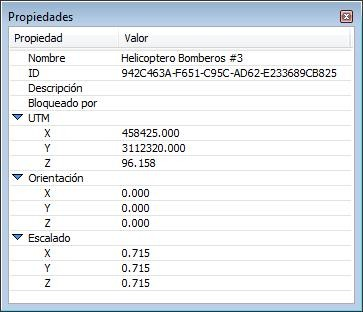 Propiedades
Propiedad Valor
Nombre Helicoptero Bomberos #3
ID 942C463A-F651-C95C-AD62-E233689CB825
Descripción
Bloqueado por
UTM
X 458425.000
Y 3112320.000
Z 96.158
Orientación
X 0.000
Y 0.000
Z 0.000
Escalado
X 0.715
Y 0.715
Z 0.715